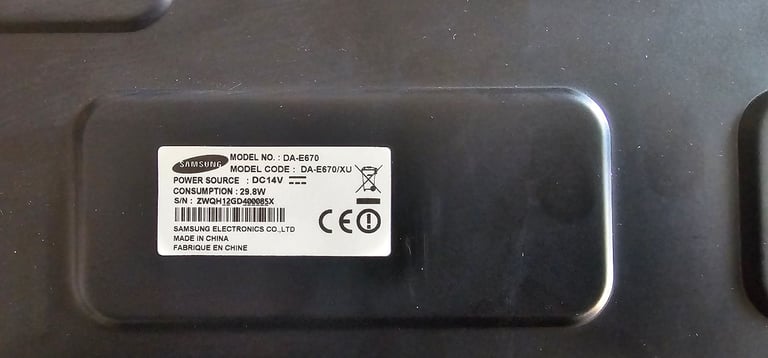 SAMSUNG
MODEL NO. : DA-E670
MODEL CODE : DA-E670/XU
POWER SOURCE : DC14V
CONSUMPTION : 29.8W
S/N : ZWQH12GD400085X
SAMSUNG ELECTRONICS CO.,LTD
MADE IN CHINA
FABRIQUE EN CHINE
CE